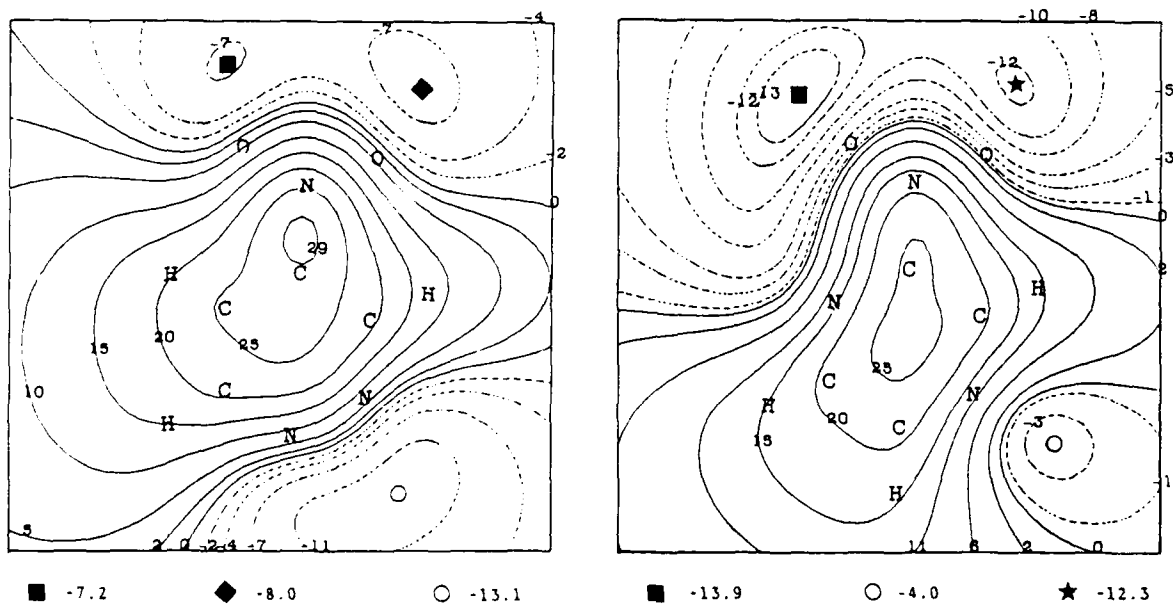 -4 -10 -8
-7 -7 -12
-12 -13 5
O O O O 3
2
N N -1
0 0
29
C C 2
H H H
C C N C
15 20 25
25
10 C N C N
20
H H
15 C
N -3
H 1
5
2 0 -2 -4 -7 -11 11 6 2 0
■ -7.2 ◆ -8.0 ○ -13.1 ■ -13.9 ○ -4.0 ★ -12.3